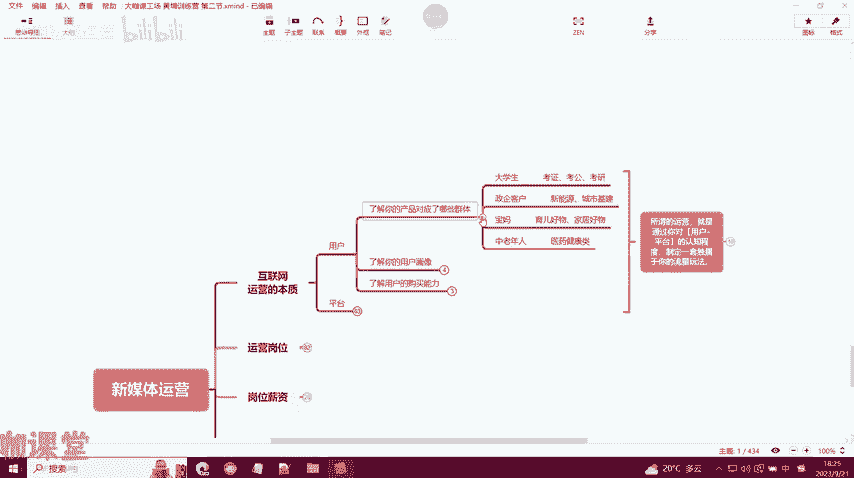 文件 编辑 插入 查看 帮助 大咖课工场 黄埔训练营 第二节.xmind - 已编辑
思维导图 大纲 主题 子主题 联系 概要 外框 笔记 ZEN 分享 图标 格式
bilibili
大学生 考证、考公、考研
了解你的产品对应了哪些群体
政企客户 新能源、城市基建
宝妈 育儿好物、家居好物
中老年人 医药健康类
所谓的运营，就是
通过你对【用户-
平台】的认知程
度，制定一套独属
于你的流量玩法。
用户
了解你的用户画像 4
了解用户的购买能力 3
互联网
运营的本质
平台
运营岗位
新媒体运营
岗位薪资
咖课堂
主题: 1 / 434 100%
搜索
20°C 多云 中 18:25
2023/9/21